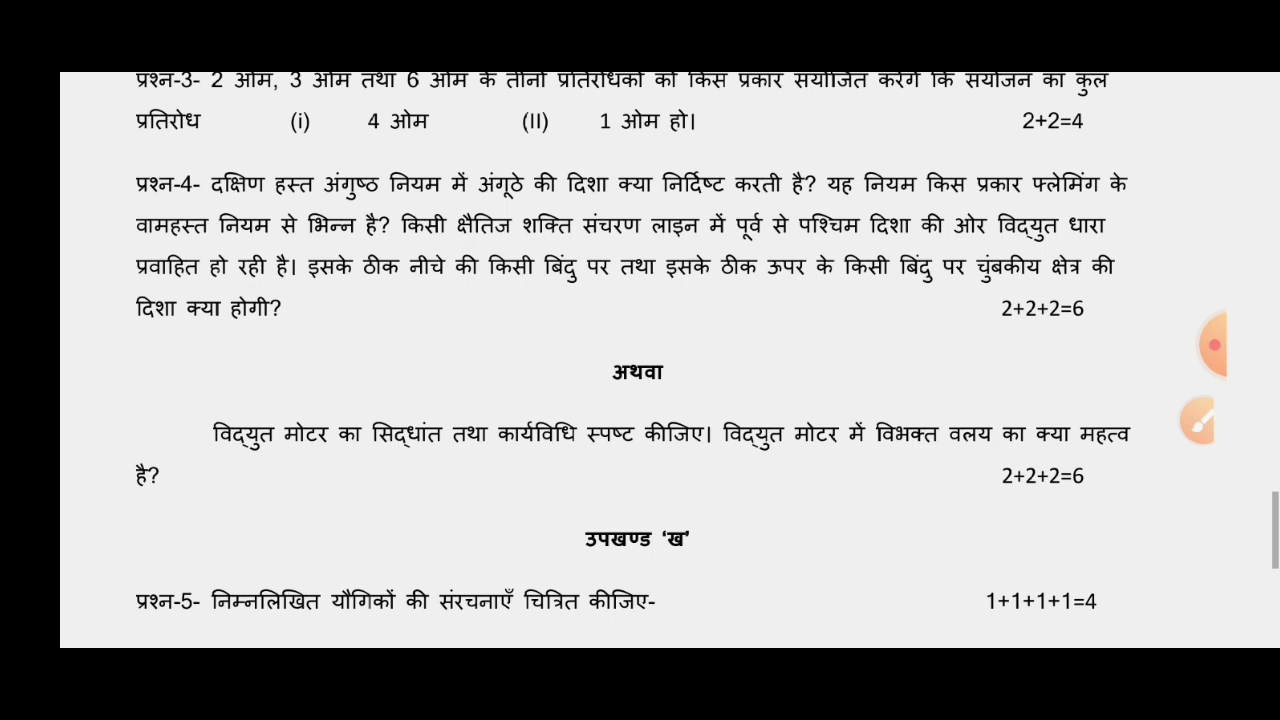 प्रश्न-3- 2 ओम, 3 ओम तथा 6 ओम के तीनों प्रतिरोधकों को किस प्रकार संयोजित करेंगे कि संयोजन का कुल
प्रतिरोध (i) 4 ओम (II) 1 ओम हो। 2+2=4
प्रश्न-4- दक्षिण हस्त अंगुष्ठ नियम में अंगूठे की दिशा क्या निर्दिष्ट करती है? यह नियम किस प्रकार फ्लेमिंग के
वामहस्त नियम से भिन्न है? किसी क्षैतिज शक्ति संचरण लाइन में पूर्व से पश्चिम दिशा की ओर विद्युत धारा
प्रवाहित हो रही है। इसके ठीक नीचे की किसी बिंदु पर तथा इसके ठीक ऊपर के किसी बिंदु पर चुंबकीय क्षेत्र की
दिशा क्या होगी? 2+2+2=6
अथवा
विद्युत मोटर का सिद्धांत तथा कार्यविधि स्पष्ट कीजिए। विद्युत मोटर में विभक्त वलय का क्या महत्व
है? 2+2+2=6
उपखण्ड ‘ख’
प्रश्न-5- निम्नलिखित यौगिकों की संरचनाएँ चित्रित कीजिए- 1+1+1+1=4